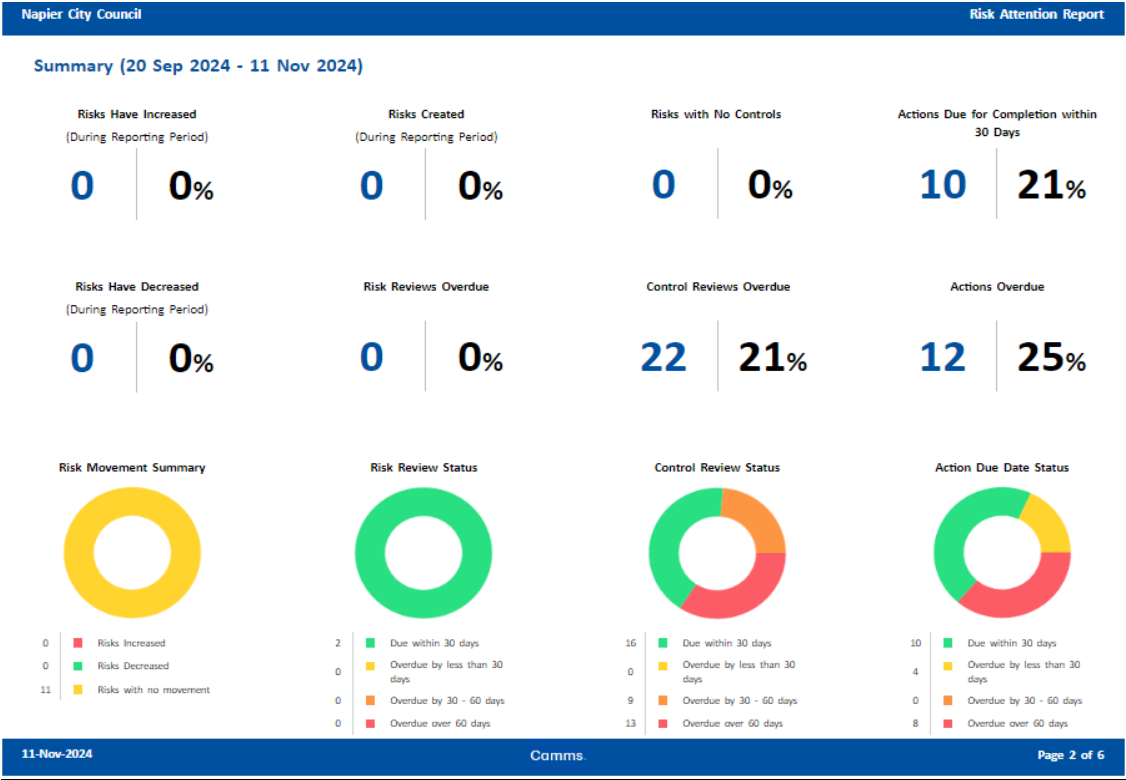 Napier City Council
Risk Attention Report
Summary (20 Sep 2024 - 11 Nov 2024)
Risks Have Increased
(During Reporting Period)
0
0%
Risks Created
(During Reporting Period)
0
0%
Risks with No Controls
0
0%
Actions Due for Completion within
30 Days
10
21%
Risks Have Decreased
(During Reporting Period)
0
0%
Risk Reviews Overdue
0
0%
Control Reviews Overdue
22
21%
Actions Overdue
12
25%
Risk Movement Summary
0 Risks Increased
0 Risks Decreased
11 Risks with no movement
Risk Review Status
2 Due within 30 days
0 Overdue by less than 30
days
0 Overdue by 30 - 60 days
0 Overdue over 60 days
Control Review Status
16 Due within 30 days
0 Overdue by less than 30
days
9 Overdue by 30 - 60 days
13 Overdue over 60 days
Action Due Date Status
10 Due within 30 days
4 Overdue by less than 30
days
0 Overdue by 30 - 60 days
8 Overdue over 60 days
11-Nov-2024
Camms.
Page 2 of 6